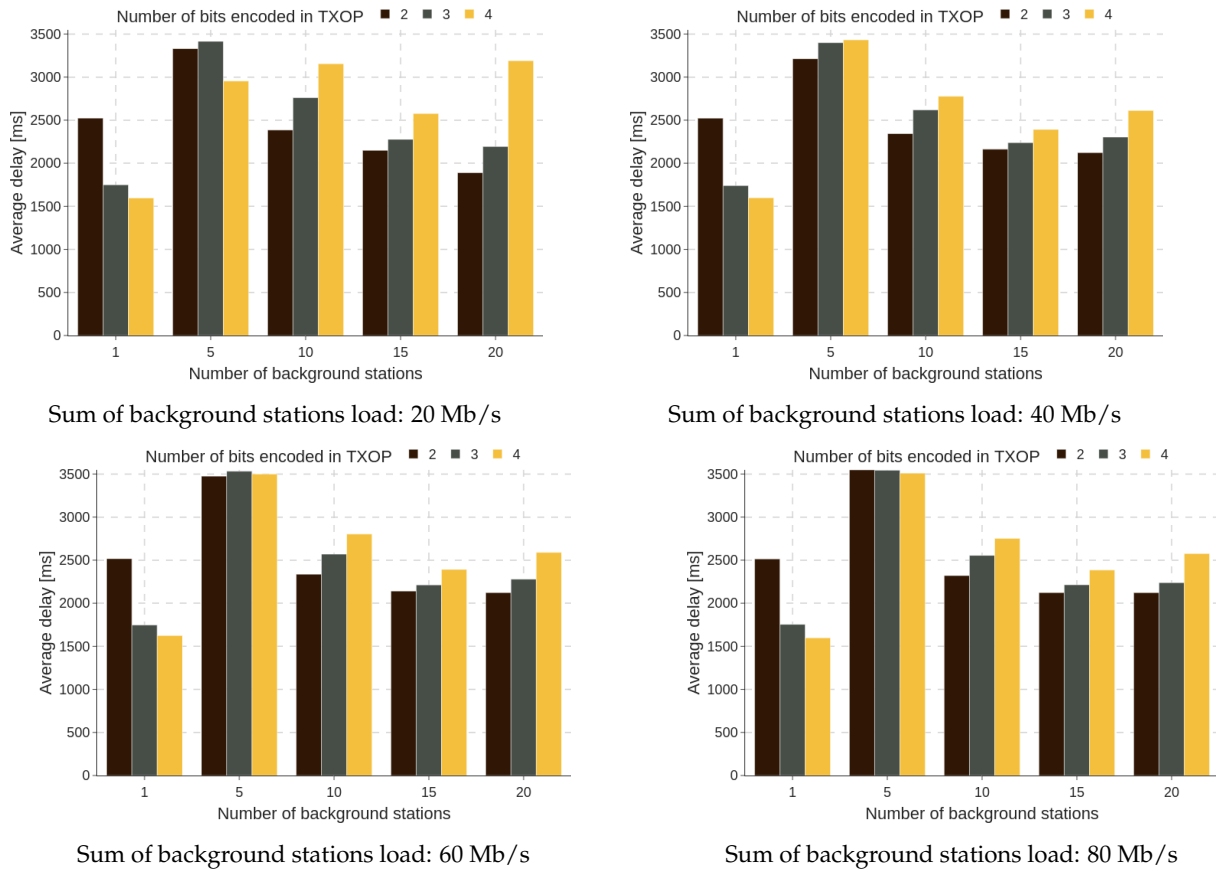 Number of bits encoded in TXOP 2 3 4
Average delay [ms]
3500
3000
2500
2000
1500
1000
500
0
1 5 10 15 20
Number of background stations
Sum of background stations load: 20 Mb/s
Number of bits encoded in TXOP 2 3 4
Average delay [ms]
3500
3000
2500
2000
1500
1000
500
0
1 5 10 15 20
Number of background stations
Sum of background stations load: 40 Mb/s
Number of bits encoded in TXOP 2 3 4
Average delay [ms]
3500
3000
2500
2000
1500
1000
500
0
1 5 10 15 20
Number of background stations
Sum of background stations load: 60 Mb/s
Number of bits encoded in TXOP 2 3 4
Average delay [ms]
3500
3000
2500
2000
1500
1000
500
0
1 5 10 15 20
Number of background stations
Sum of background stations load: 80 Mb/s